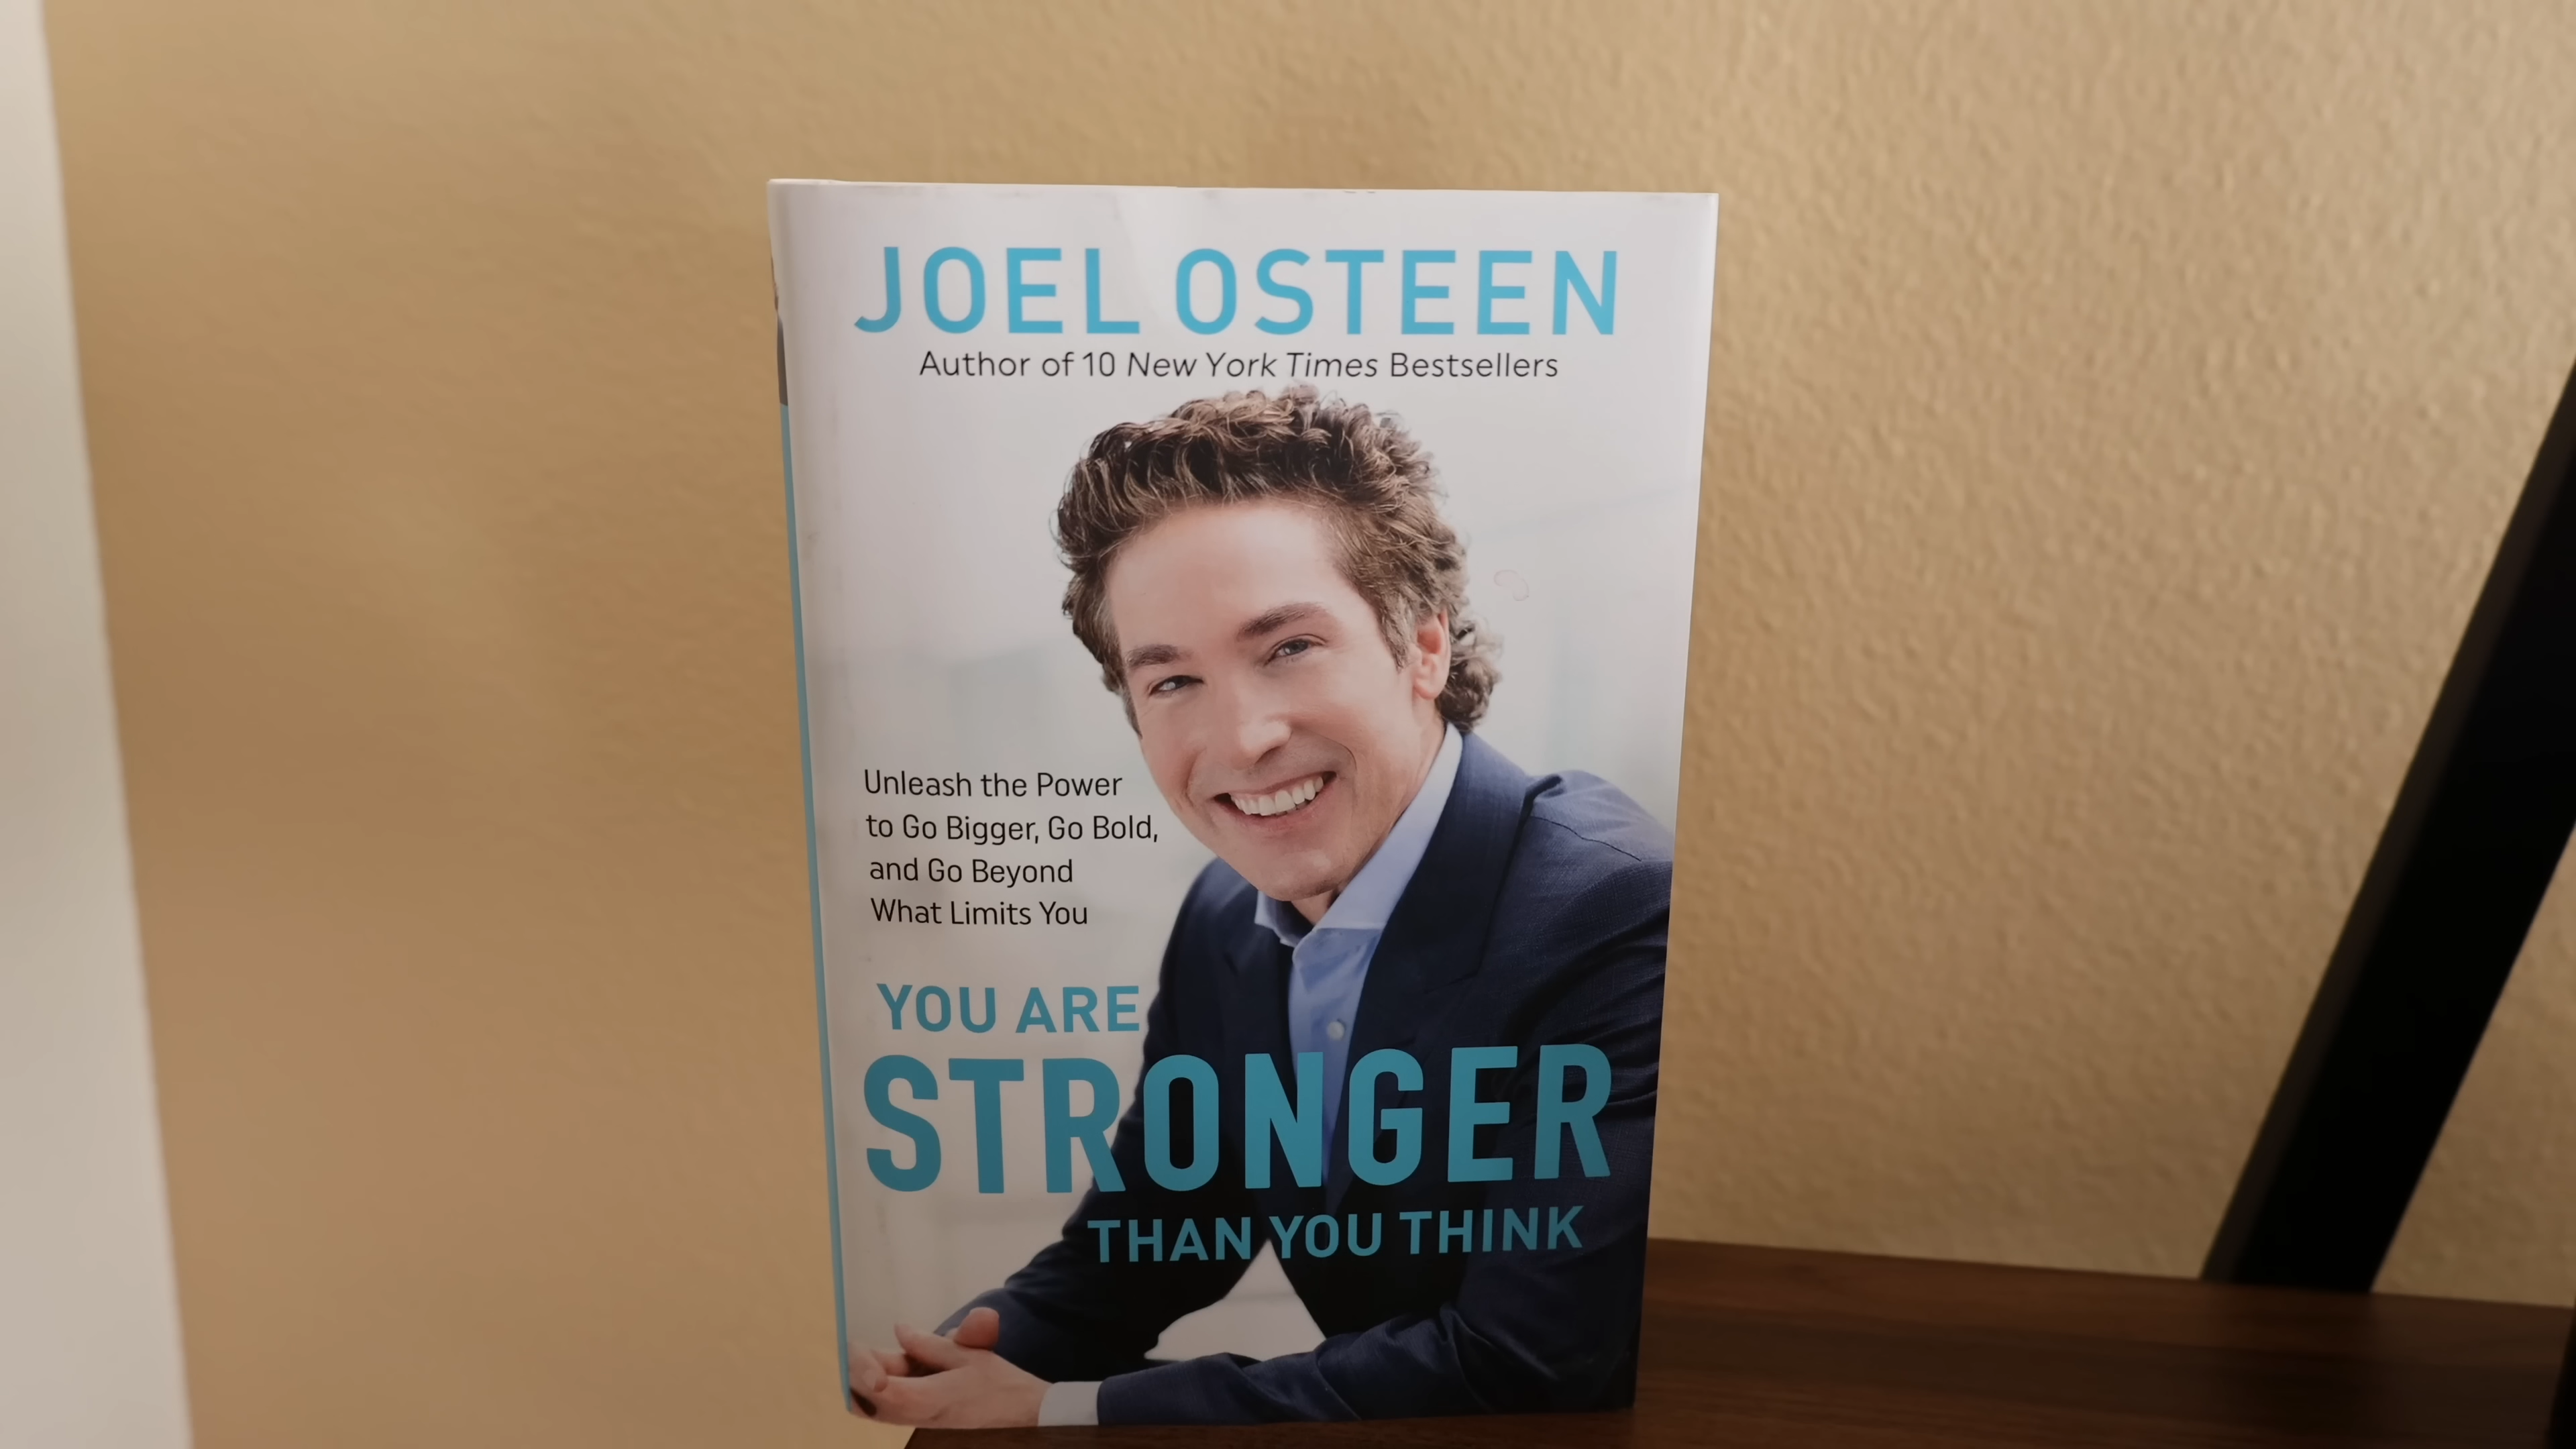 JOEL OSTEEN
Author of 10 New York Times Bestsellers
Unleash the Power
to Go Bigger, Go Bold,
and Go Beyond
What Limits You
YOU ARE
STRONGER
THAN YOU THINK